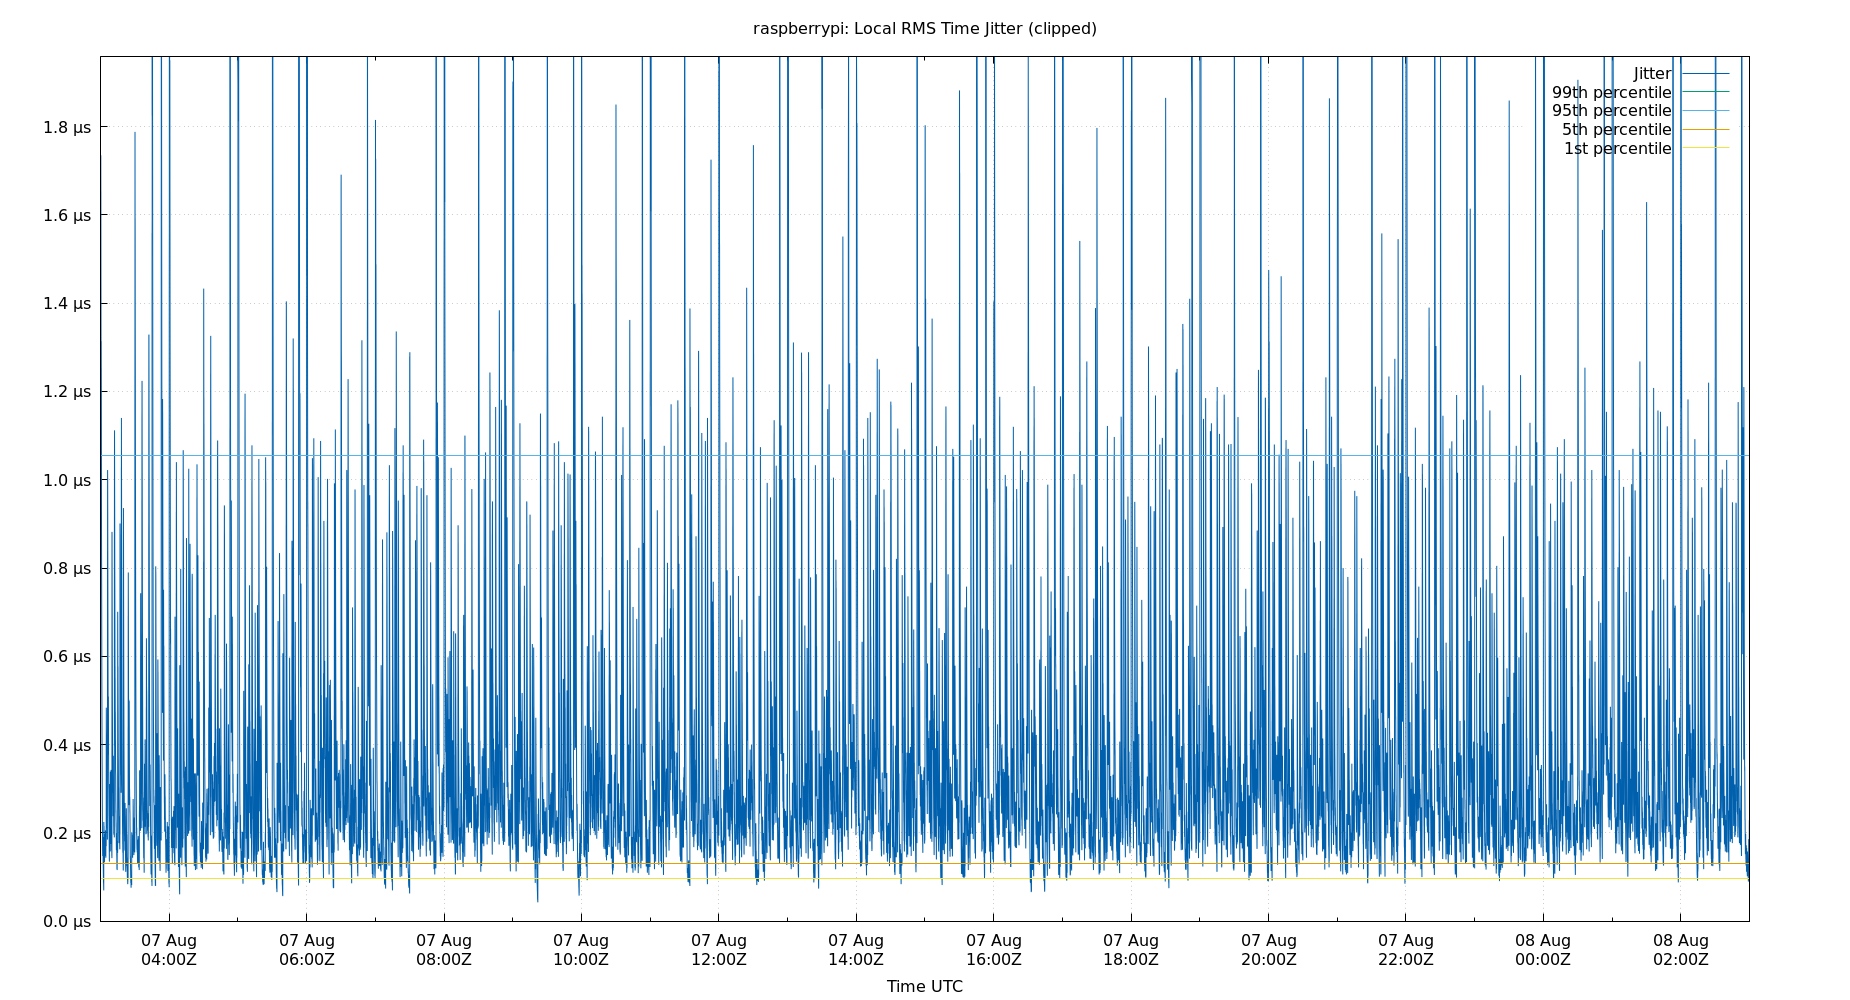 raspberrypi: Local RMS Time Jitter (clipped)
Jitter
99th percentile
95th percentile
5th percentile
1st percentile
1.8 μs
1.6 μs
1.4 μs
1.2 μs
1.0 μs
0.8 μs
0.6 μs
0.4 μs
0.2 μs
0.0 μs
07 Aug 07 Aug 07 Aug 07 Aug 07 Aug 07 Aug 07 Aug 07 Aug 07 Aug 07 Aug 08 Aug 08 Aug
04:00Z 06:00Z 08:00Z 10:00Z 12:00Z 14:00Z 16:00Z 18:00Z 20:00Z 22:00Z 00:00Z 02:00Z
Time UTC